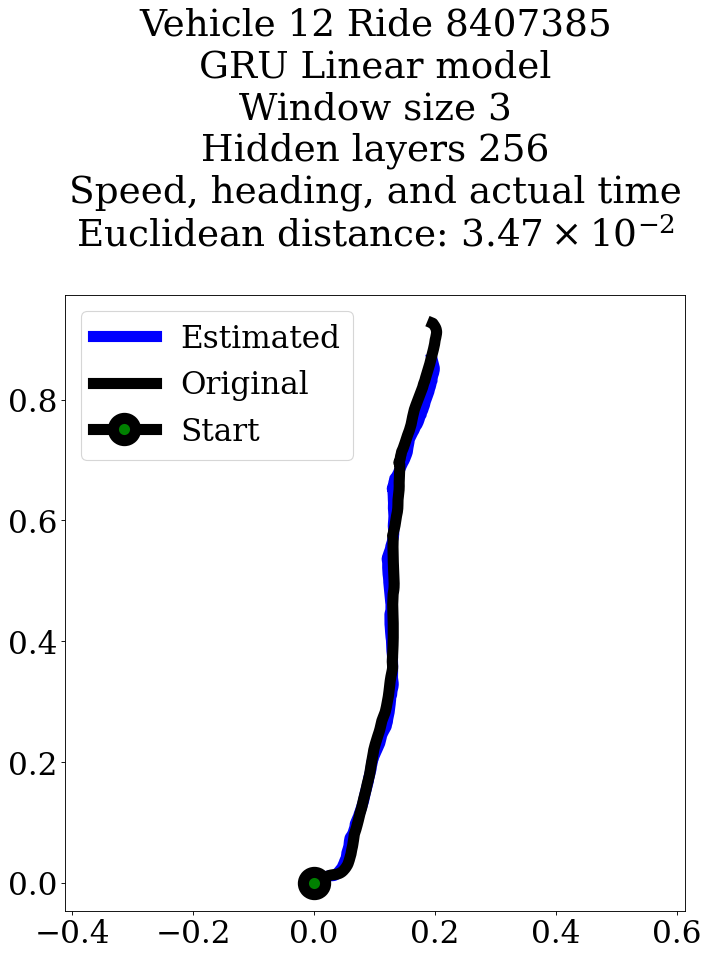 Vehicle 12 Ride 8407385
GRU Linear model
Window size 3
Hidden layers 256
Speed, heading, and actual time
Euclidean distance: 3.47 × 10⁻²
Estimated
Original
Start
0.8
0.6
0.4
0.2
0.0
−0.4 −0.2 0.0 0.2 0.4 0.6